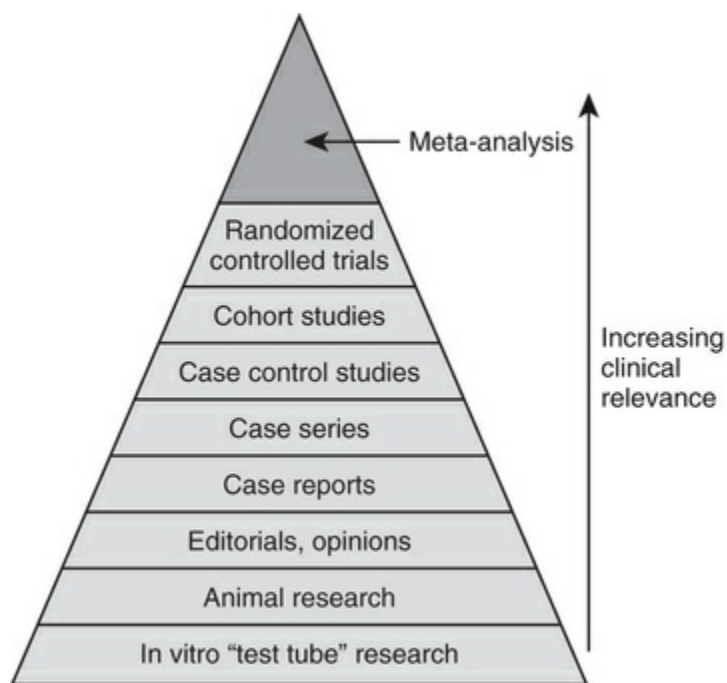 Meta-analysis
Randomized
controlled trials
Cohort studies
Case control studies
Case series
Case reports
Editorials, opinions
Animal research
In vitro “test tube” research
Increasing
clinical
relevance